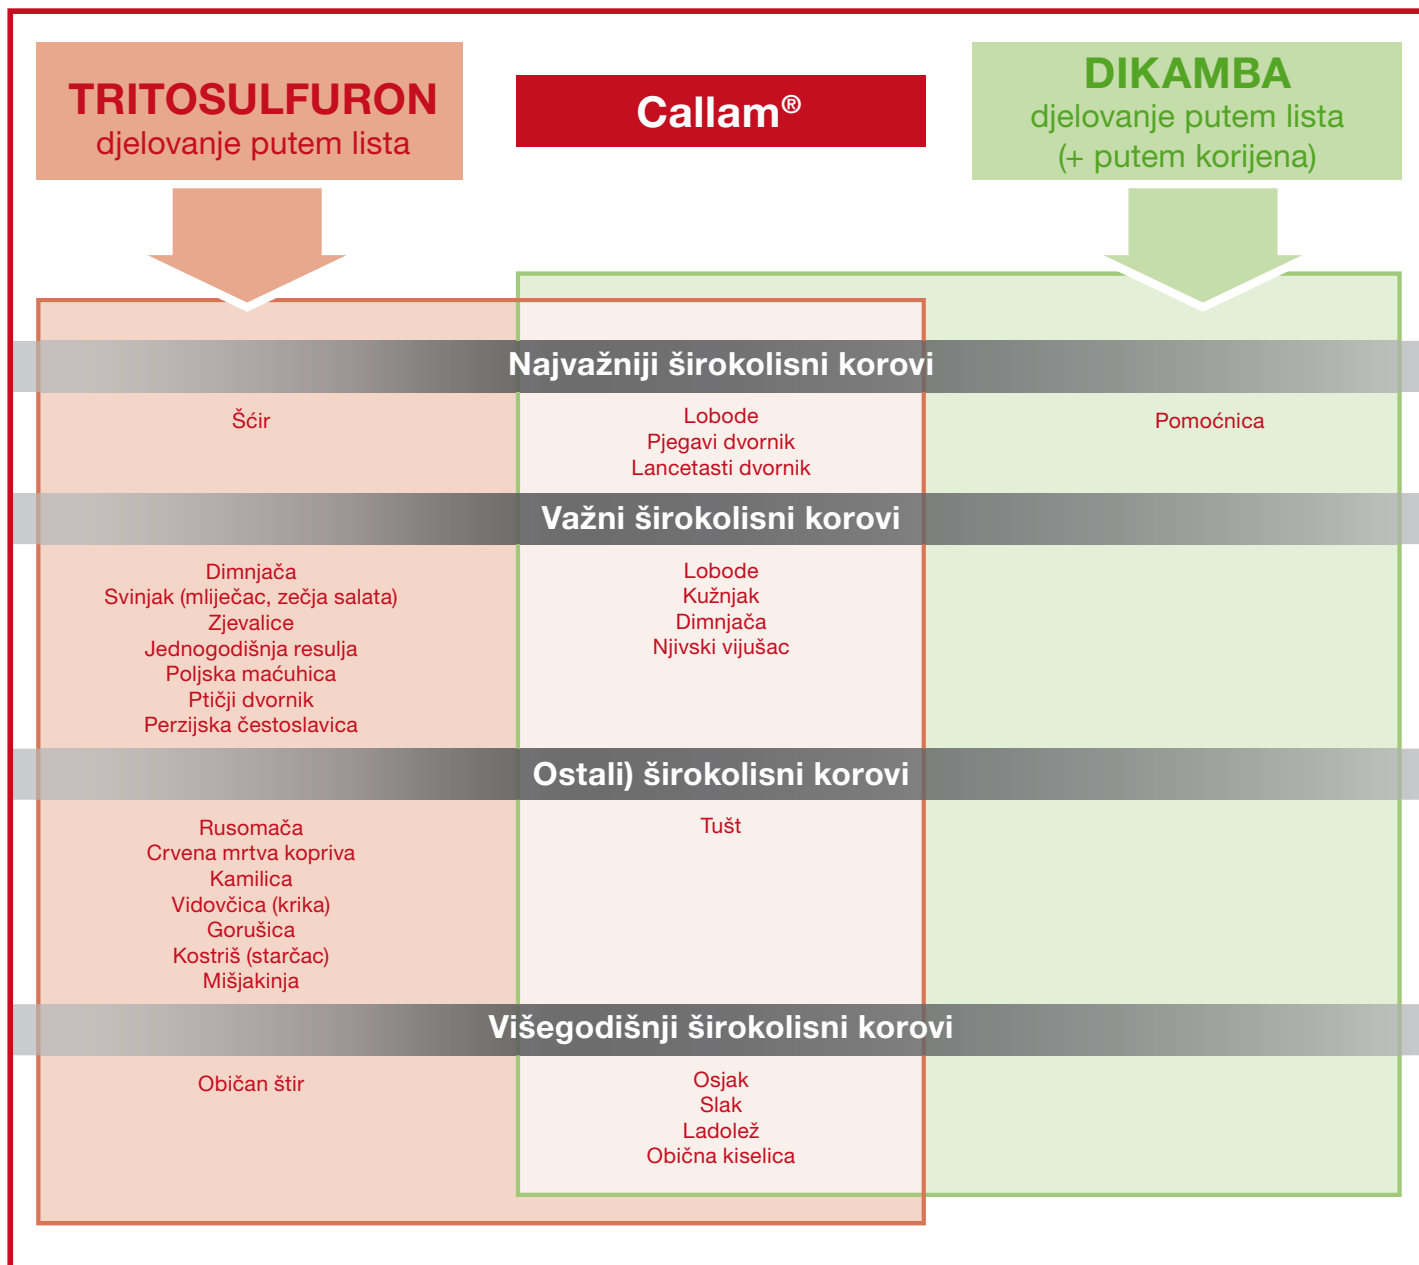 TRITOSULFURON
djelovanje putem lista
Callam®
DIKAMBA
djelovanje putem lista
(+ putem korijena)
Najvažniji širokolisni korovi
Šćir
Lobode
Pjegavi dvornik
Lancetasti dvornik
Pomoćnica
Važni širokolisni korovi
Dimnjača
Svinjak (mliječac, zečja salata)
Zjevalice
Jednogodišnja resulja
Poljska maćuhica
Ptičji dvornik
Perzijska čestoslavica
Lobode
Kužnjak
Dimnjača
Njivski vijušac
Ostali) širokolisni korovi
Rusomača
Crvena mrtva kopriva
Kamilica
Vidovčica (krika)
Gorušica
Kostriš (starčac)
Mišjakinja
Tušt
Višegodišnji širokolisni korovi
Običan štir
Osjak
Slak
Ladolež
Obična kiselica